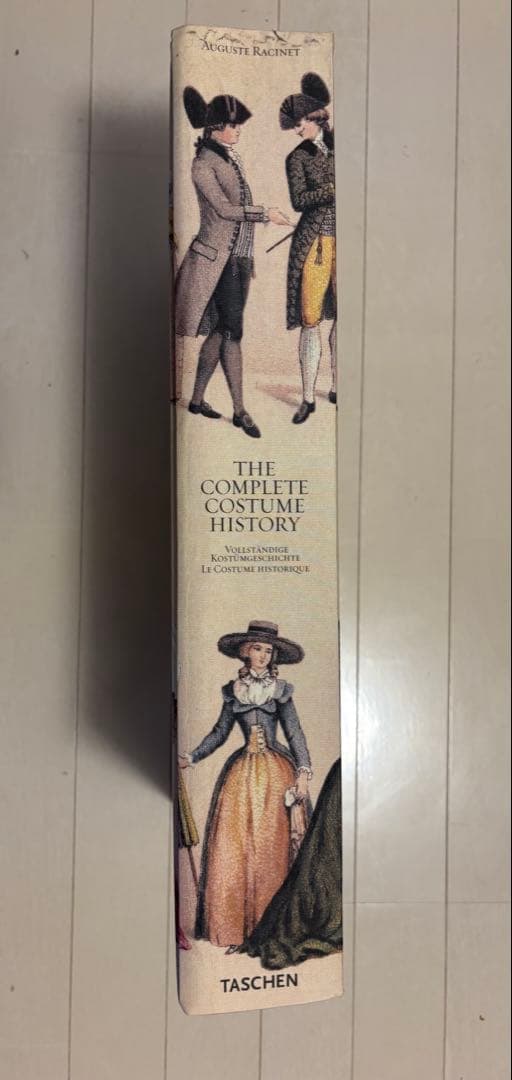 AUGUSTE RACINET
THE
COMPLETE
COSTUME
HISTORY
VOLLSTÄNDIGE
KOSTÜMGESCHICHTE
LE COSTUME HISTORIQUE
TASCHEN